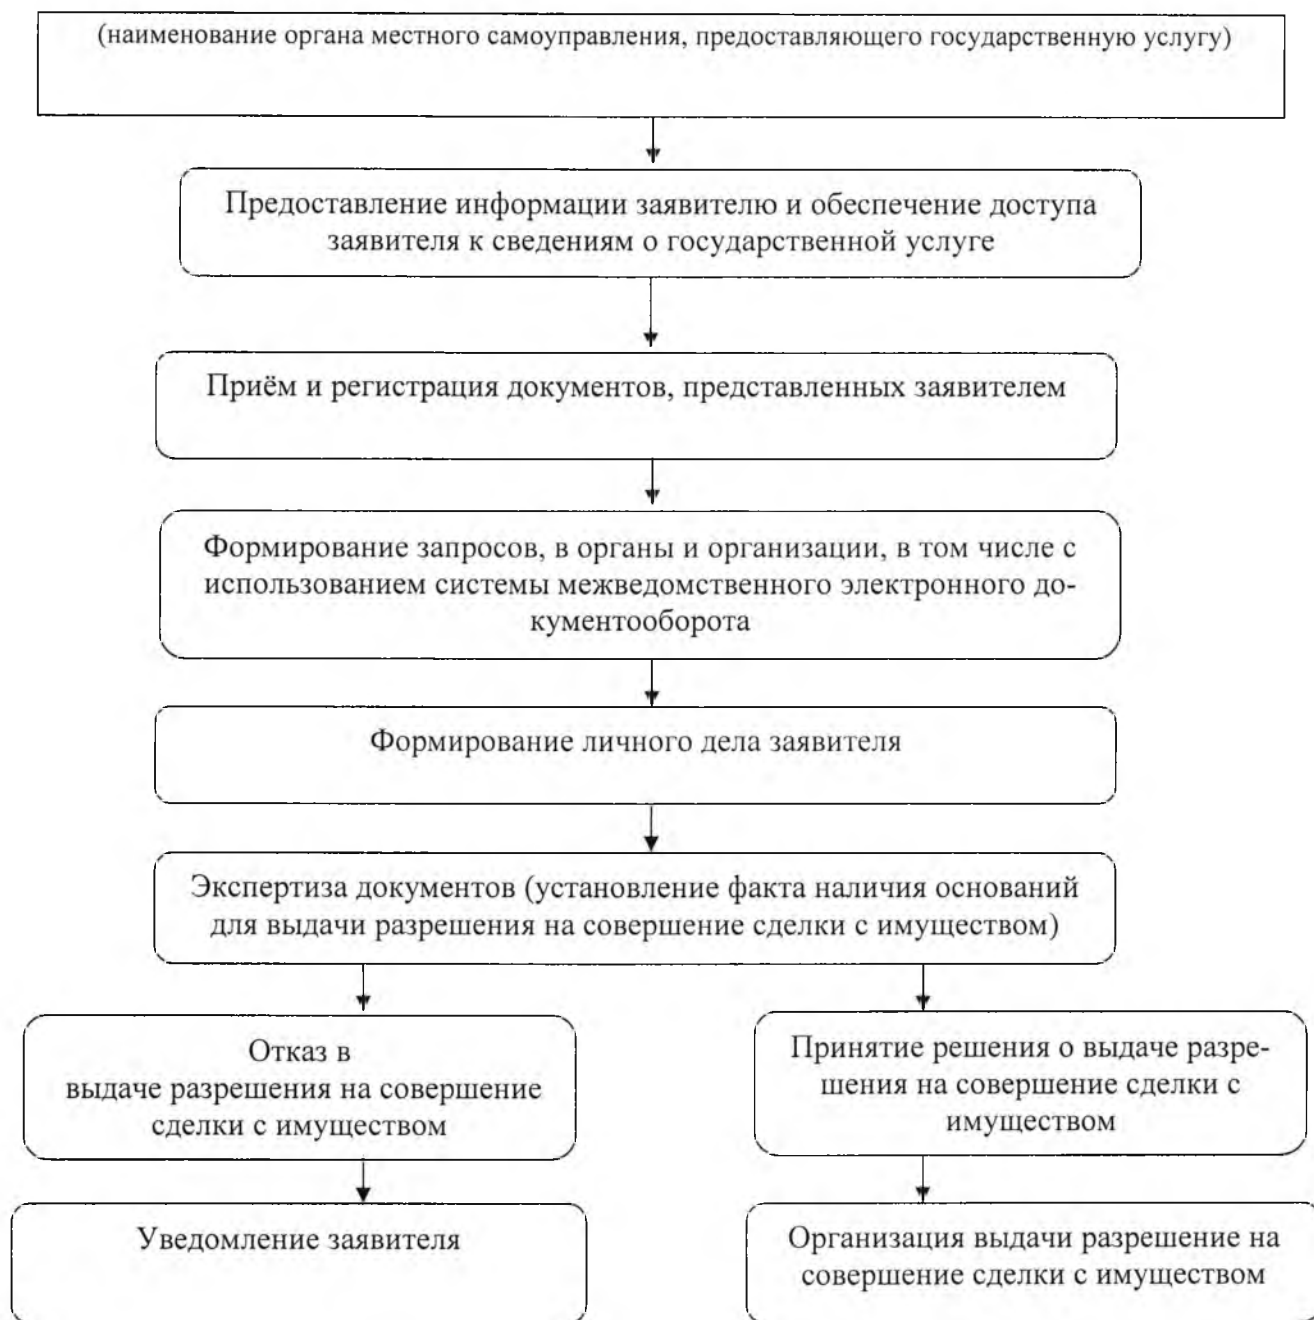 (наименование органа местного самоуправления, предоставляющего государственную услугу)
Предоставление информации заявителю и обеспечение доступа
заявителя к сведениям о государственной услуге
Приём и регистрация документов, представленных заявителем
Формирование запросов, в органы и организации, в том числе с
использованием системы межведомственного электронного до-
кументооборота
Формирование личного дела заявителя
Экспертиза документов (установление факта наличия оснований
для выдачи разрешения на совершение сделки с имуществом)
Отказ в
выдаче разрешения на совершение
сделки с имуществом
Принятие решения о выдаче разре-
шения на совершение сделки с
имуществом
Уведомление заявителя
Организация выдачи разрешение на
совершение сделки с имуществом